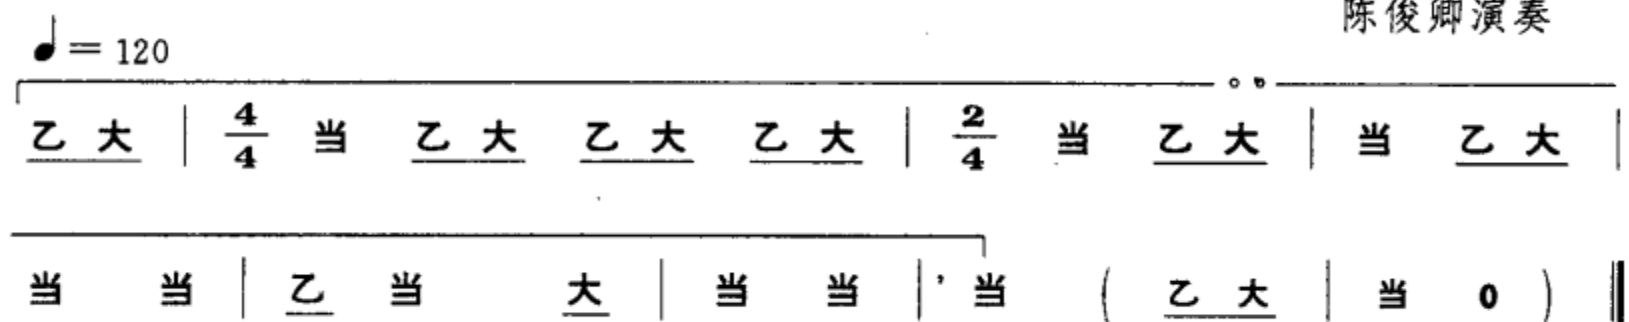 陈俊卿演奏
♩= 120
乙 大 | 4/4 当 乙 大 乙 大 乙 大 | 2/4 当 乙 大 | 当 乙 大 |
当 当 | 乙 当 大 | 当 当 | ’当 ( 乙 大 | 当 0 ) ‖